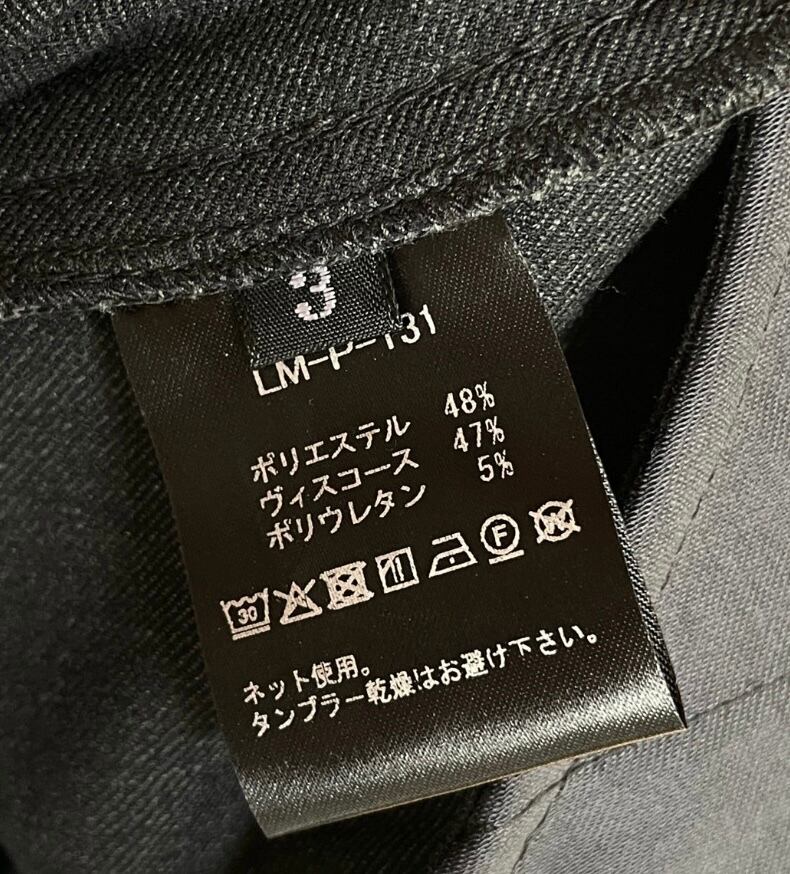 3
LM-P-131
ポリエステル 48%
ヴィスコース 47%
ポリウレタン 5%
30 F W
ネット使用。
タンブラー乾燥はお避け下さい。